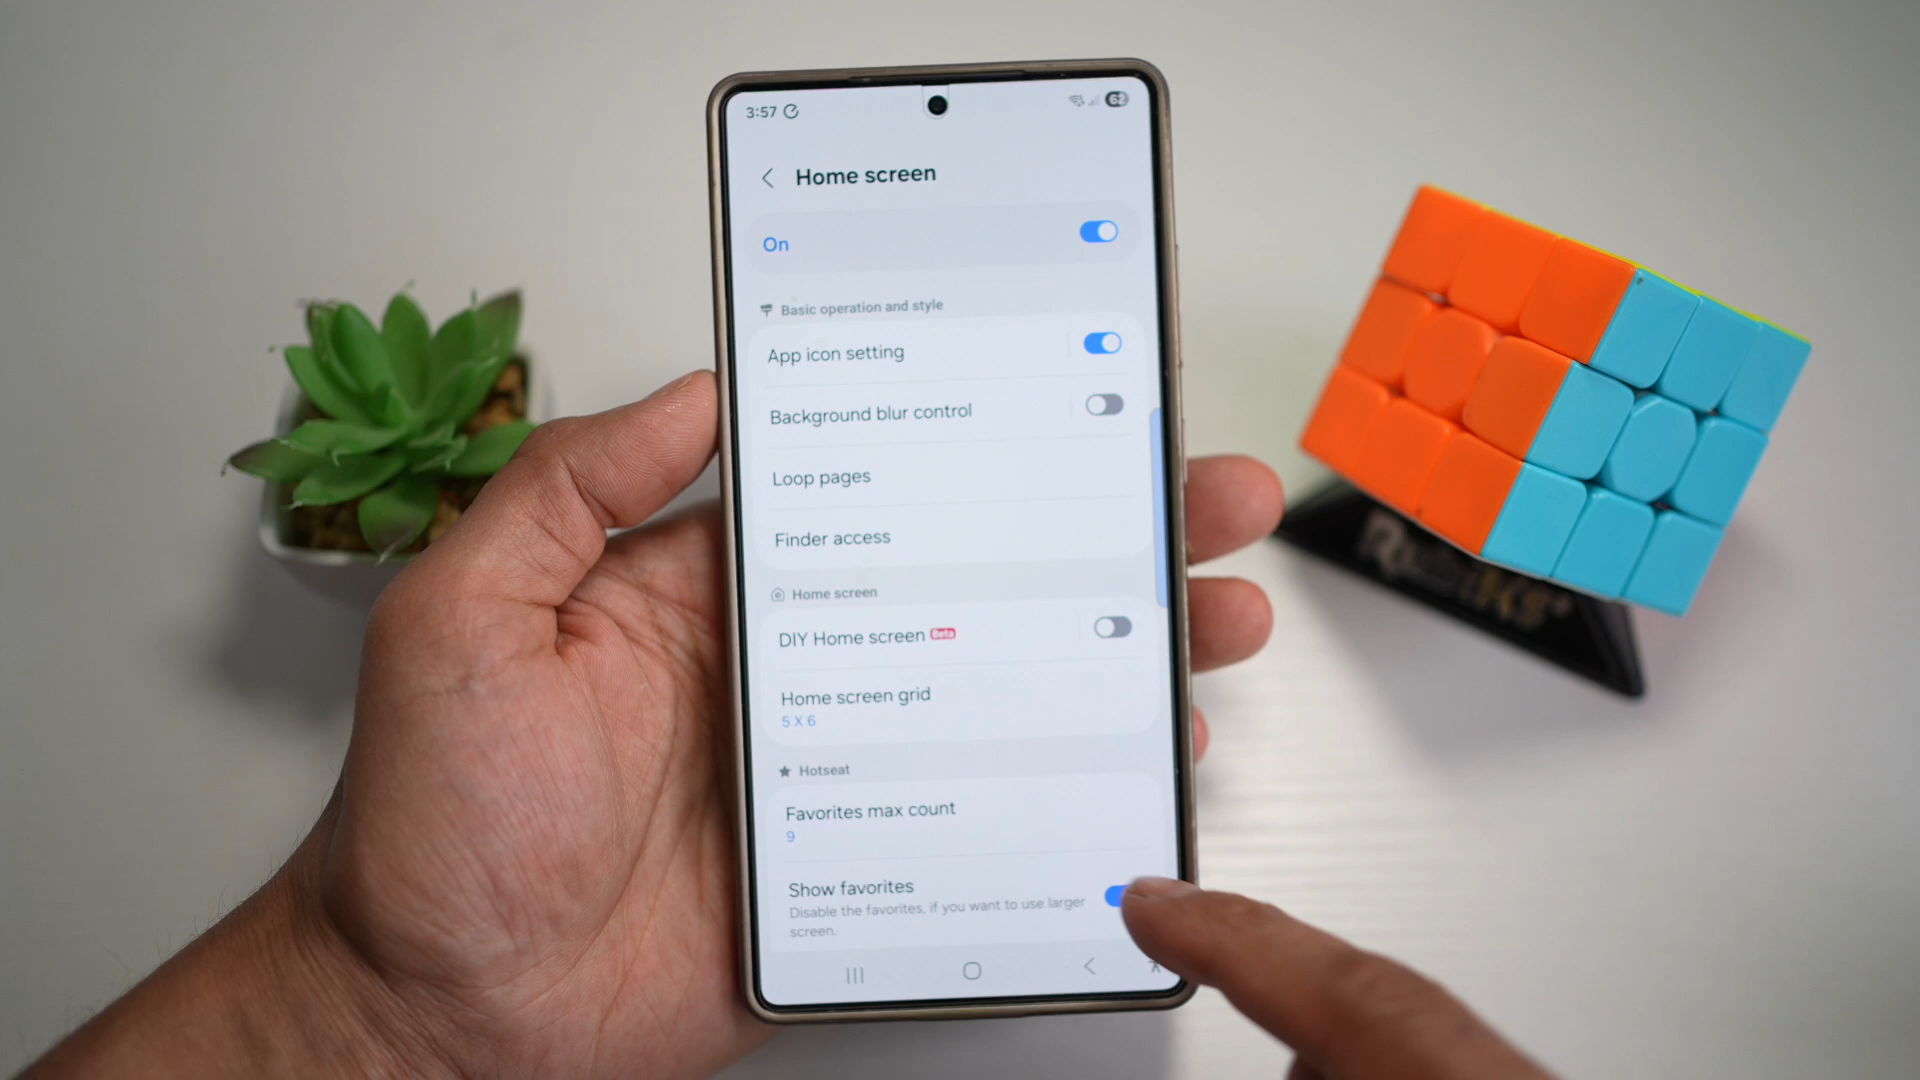 3:57
62
Home screen
On
Basic operation and style
App icon setting
Background blur control
Loop pages
Finder access
Home screen
DIY Home screen Beta
Home screen grid
5 X 6
Hotseat
Favorites max count
9
Show favorites
Disable the favorites, if you want to use larger
screen.